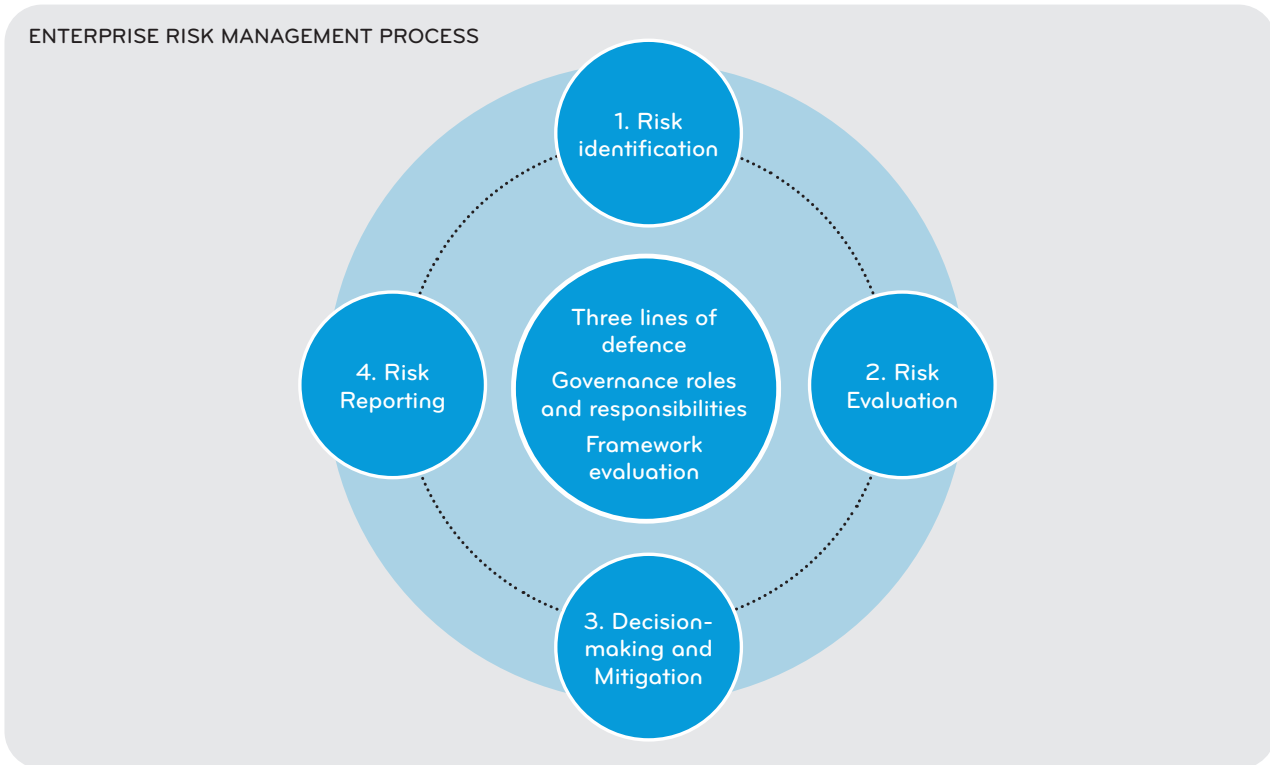 ENTERPRISE RISK MANAGEMENT PROCESS
1. Risk
identification
2. Risk
Evaluation
3. Decision-
making and
Mitigation
4. Risk
Reporting
Three lines of
defence
Governance roles
and responsibilities
Framework
evaluation